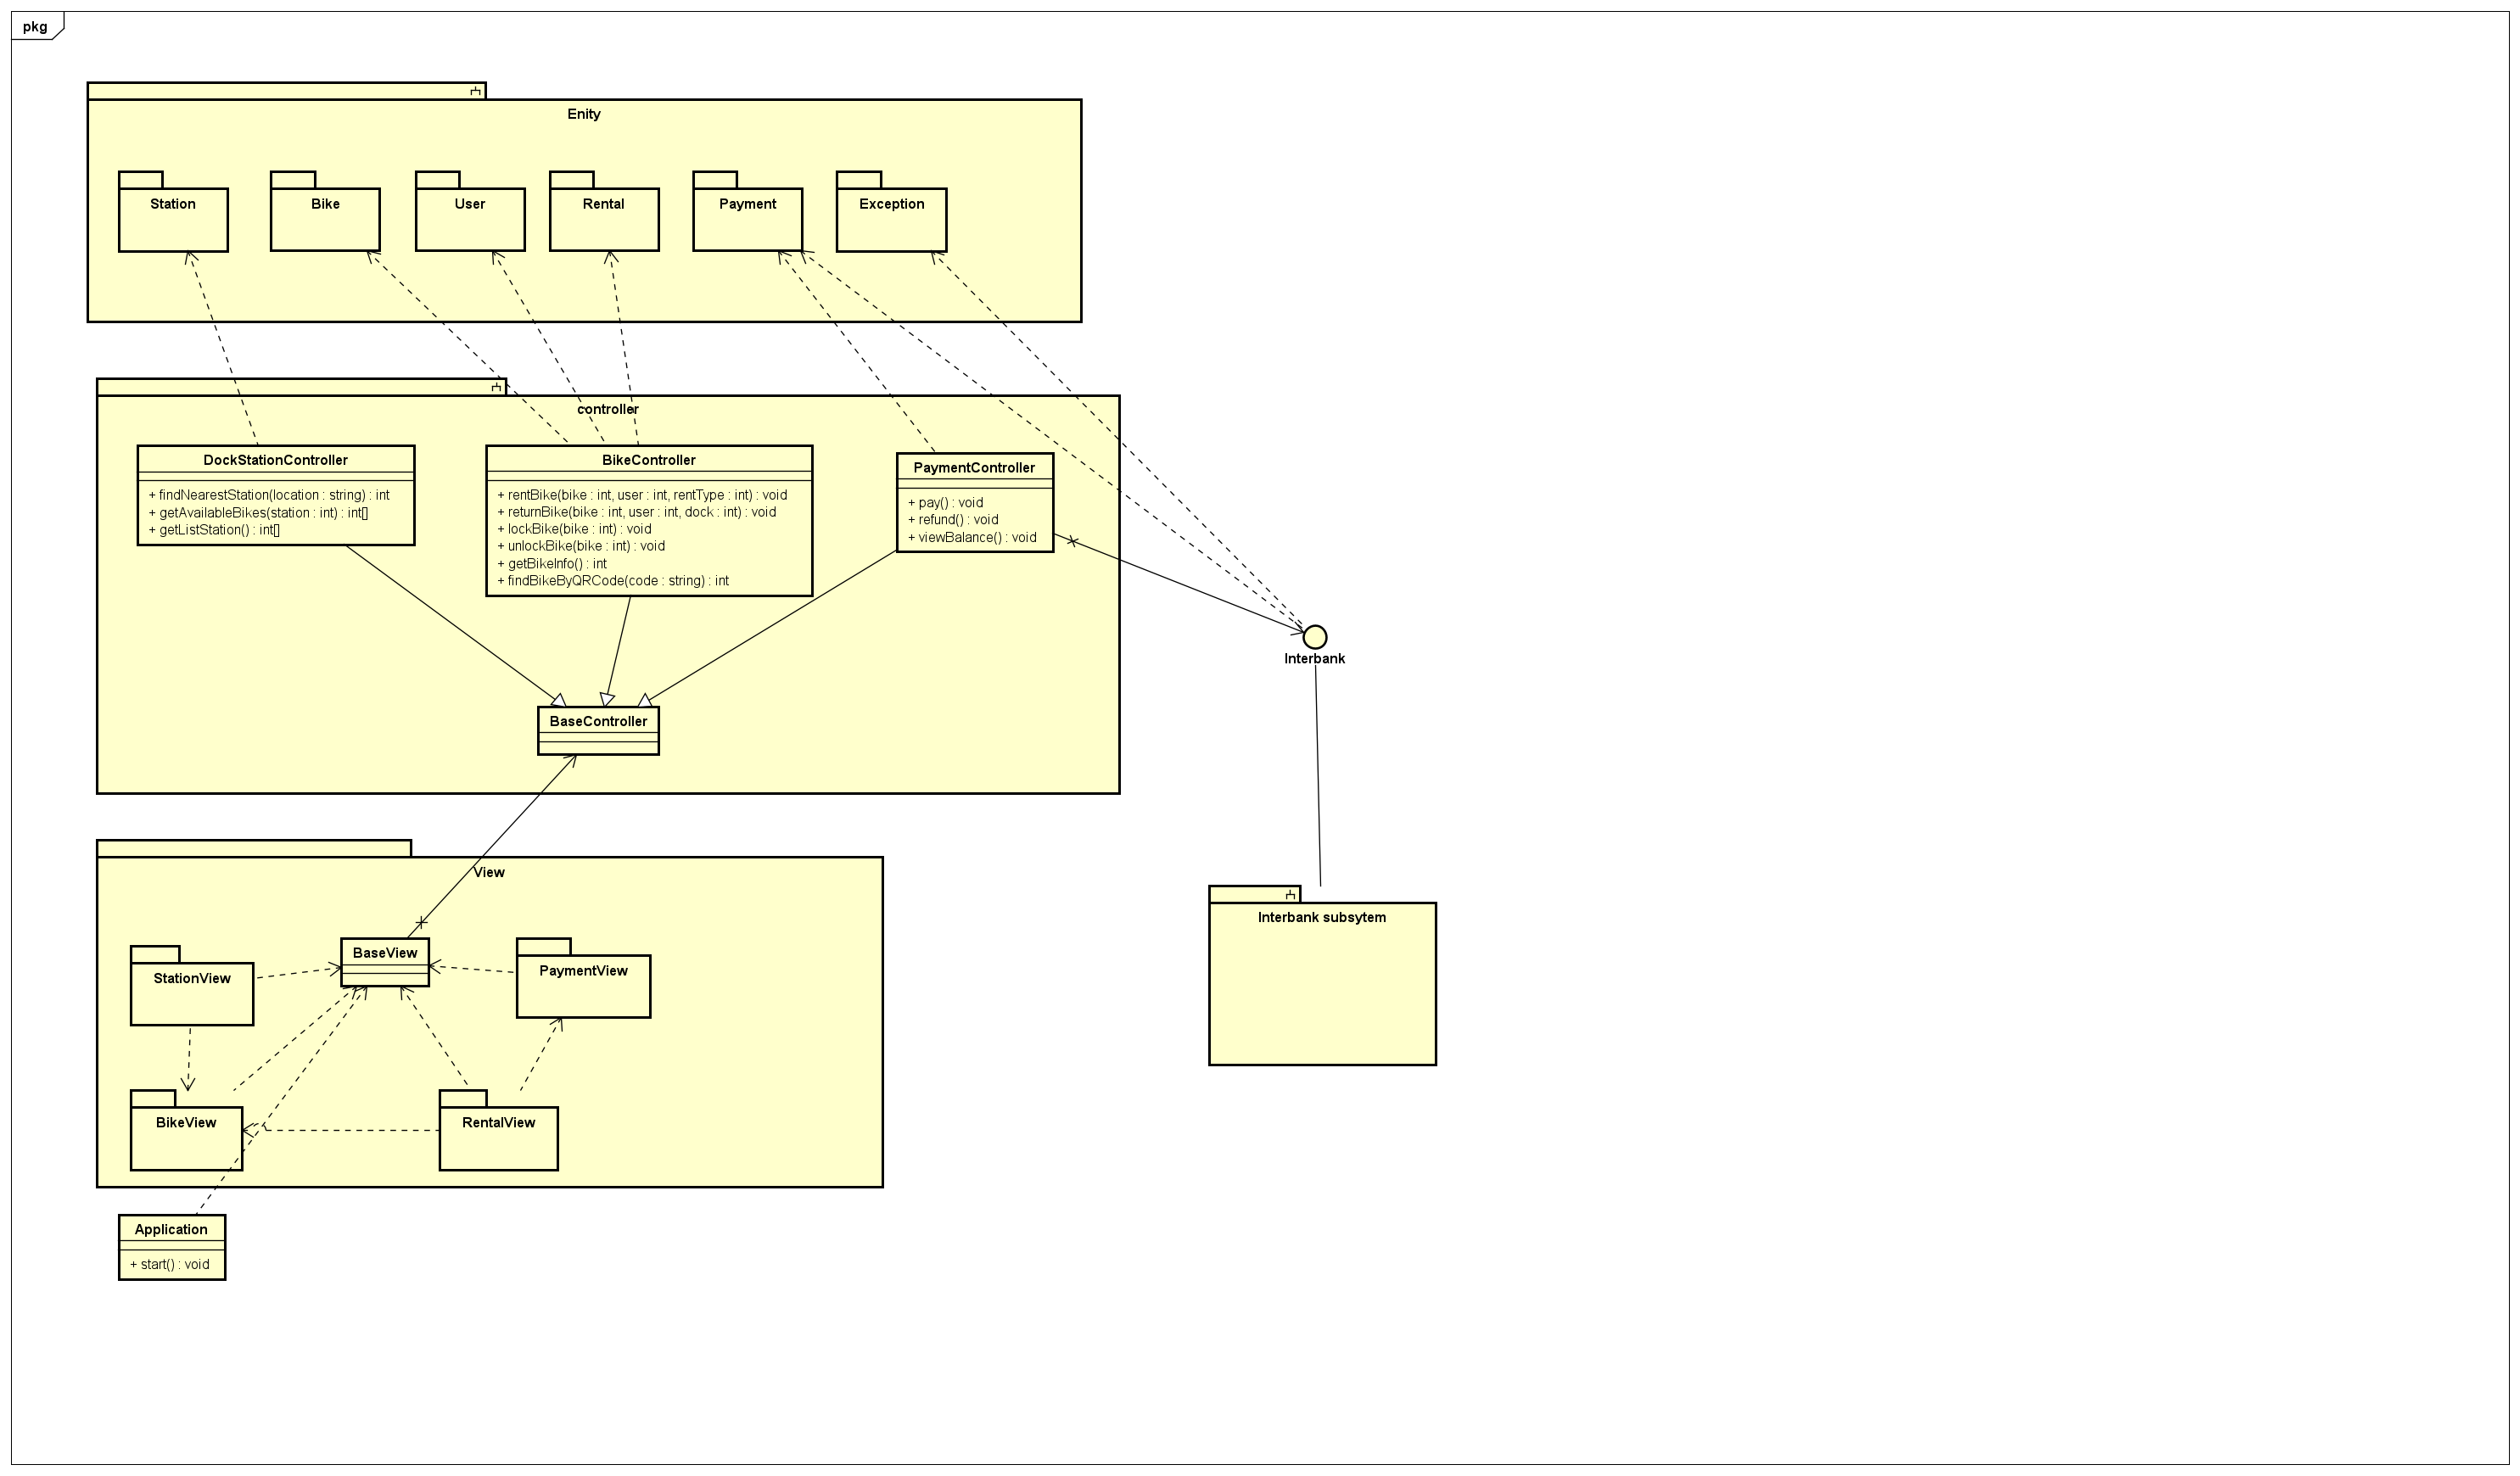 pkg
Enity
Station
Bike
User
Rental
Payment
Exception
controller
DockStationController
+ findNearestStation(location : string) : int
+ getAvailableBikes(station : int) : int[]
+ getListStation() : int[]
BikeController
+ rentBike(bike : int, user : int, rentType : int) : void
+ returnBike(bike : int, user : int, dock : int) : void
+ lockBike(bike : int) : void
+ unlockBike(bike : int) : void
+ getBikeInfo() : int
+ findBikeByQRCode(code : string) : int
PaymentController
+ pay() : void
+ refund() : void
+ viewBalance() : void
Interbank
BaseController
View
Interbank subsytem
BaseView
StationView
PaymentView
BikeView
RentalView
Application
+ start() : void